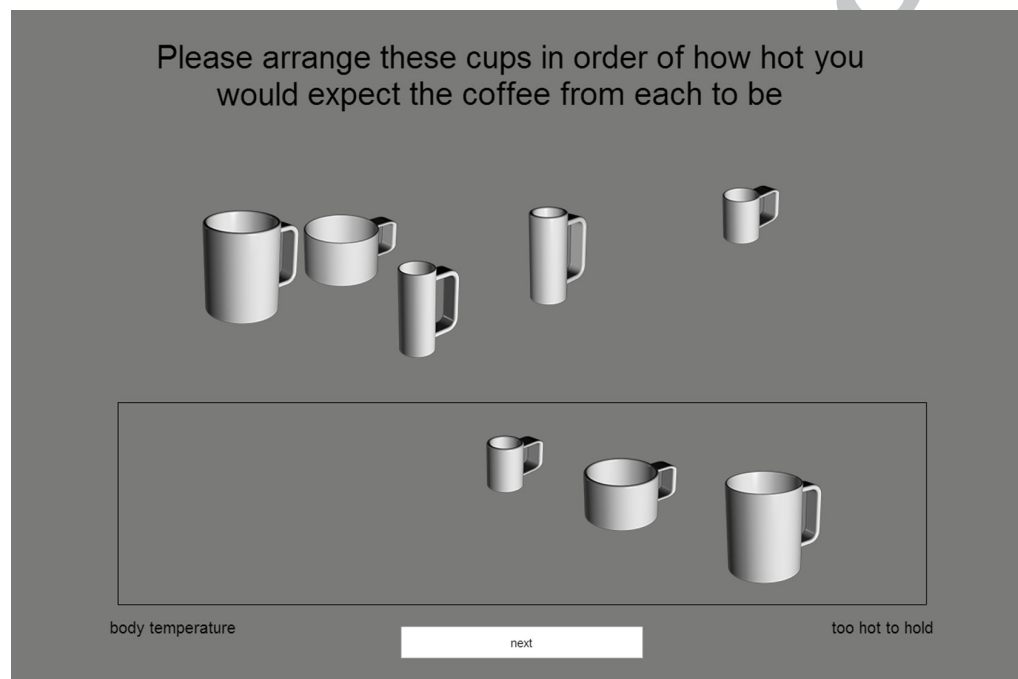 Please arrange these cups in order of how hot you
would expect the coffee from each to be
body temperature
too hot to hold
next